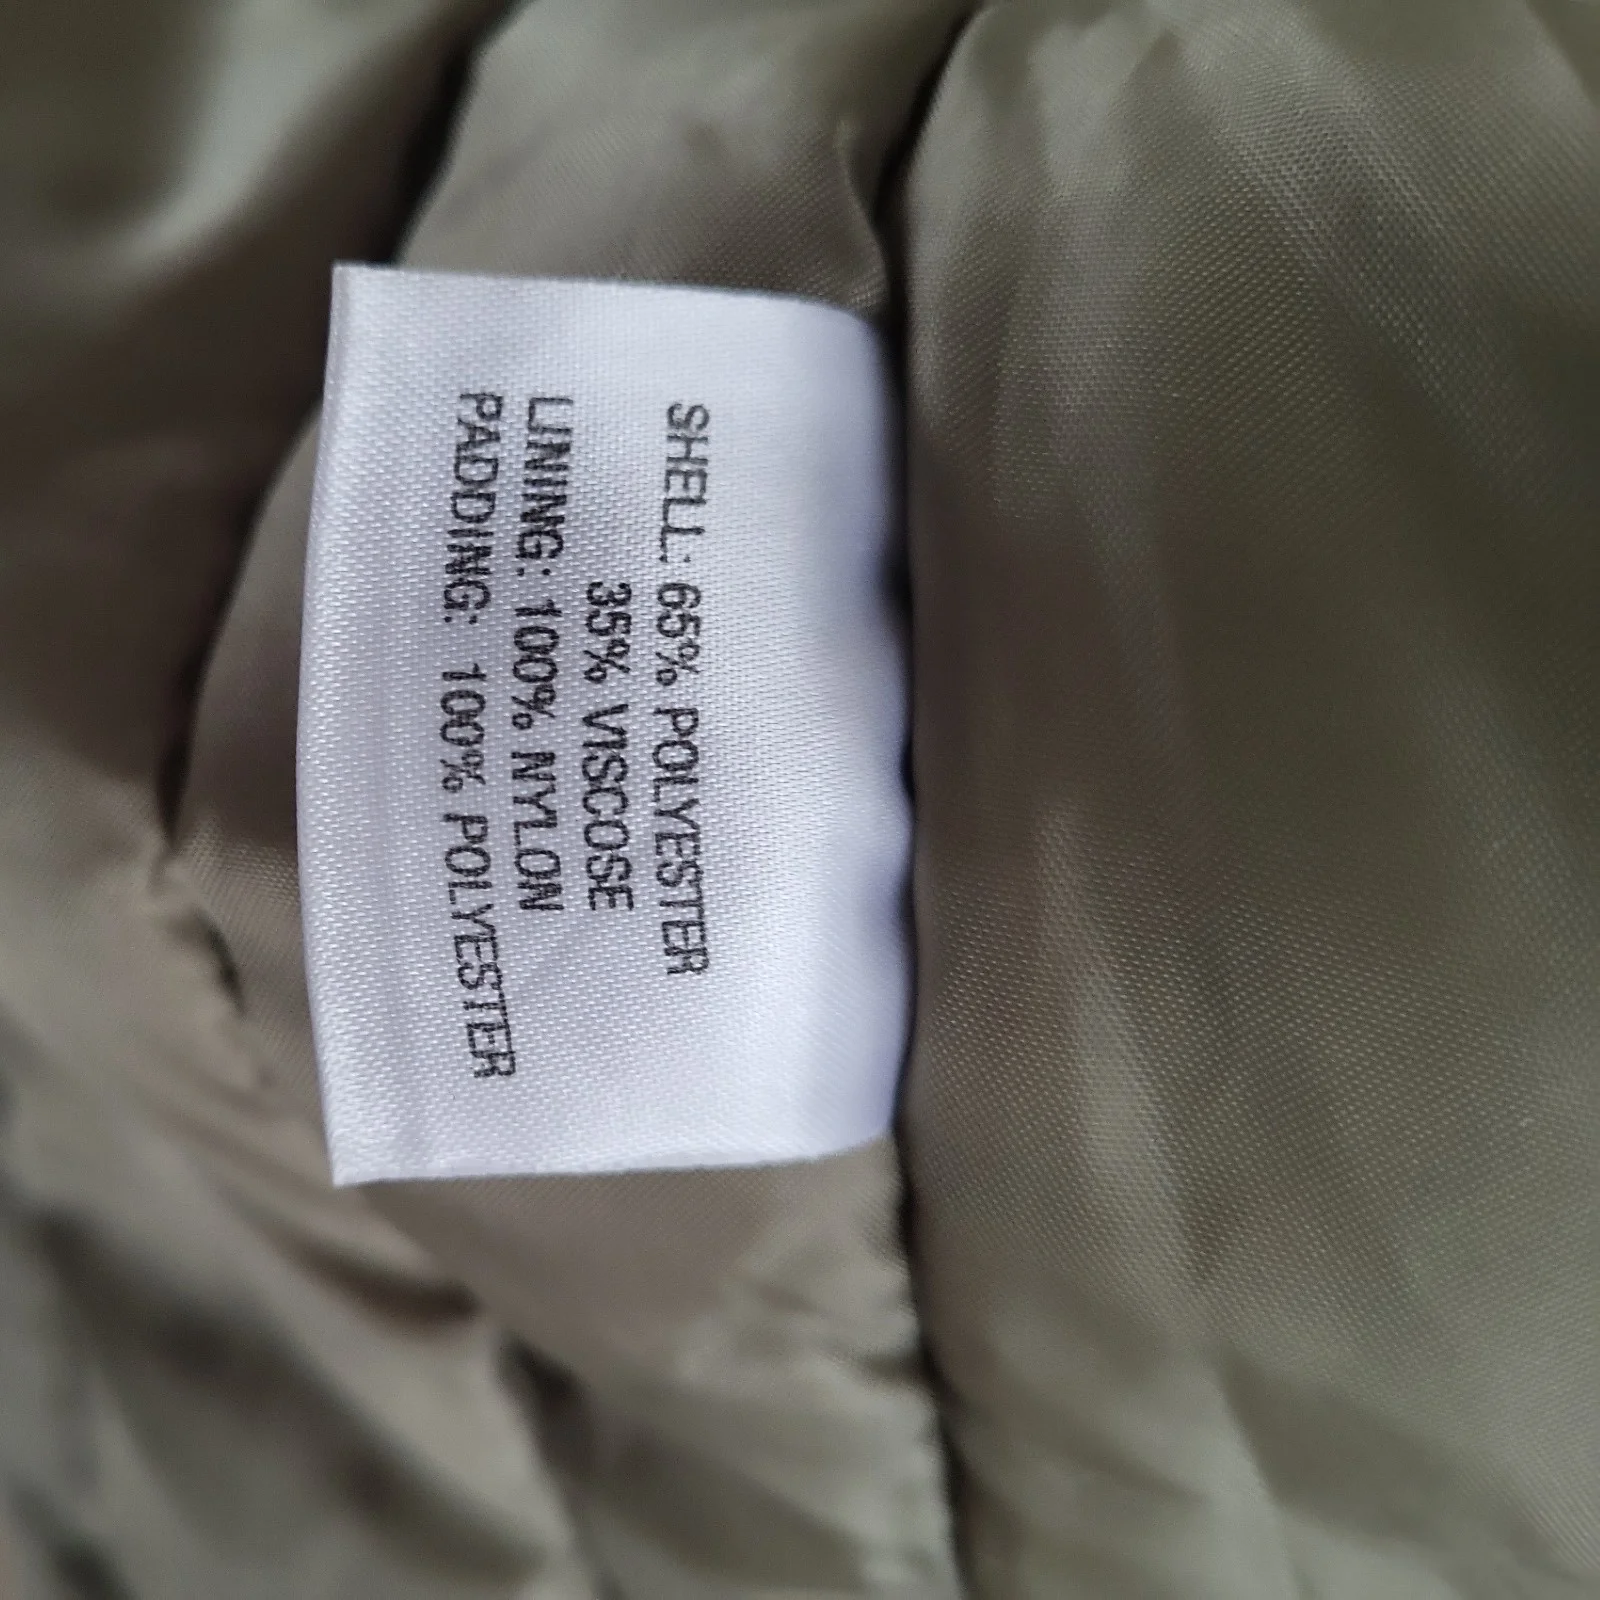 SHELL: 65% POLYESTER
35% VISCOSE
LINING: 100% NYLON
PADDING: 100% POLYESTER